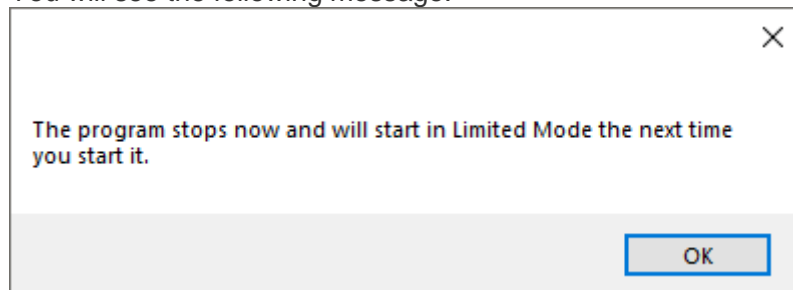 You will see the following message:
The program stops now and will start in Limited Mode the next time
you start it.
OK